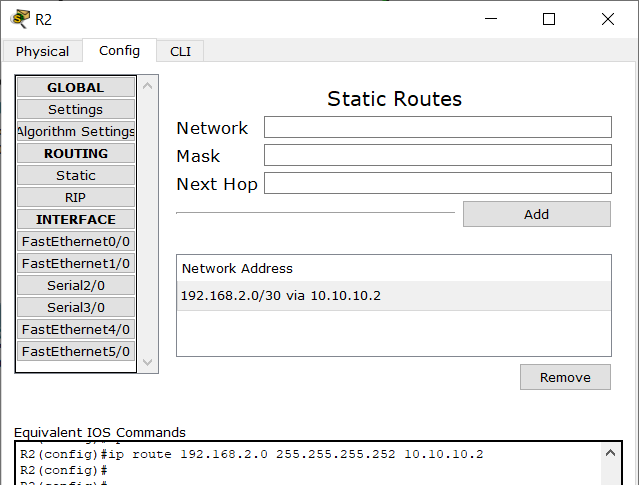 R2
Physical
Config
CLI
GLOBAL
Settings
Algorithm Settings
ROUTING
Static
RIP
INTERFACE
FastEthernet0/0
FastEthernet1/0
Serial2/0
Serial3/0
FastEthernet4/0
FastEthernet5/0
Static Routes
Network
Mask
Next Hop
Add
Network Address
192.168.2.0/30 via 10.10.10.2
Remove
Equivalent IOS Commands
R2(config)#ip route 192.168.2.0 255.255.255.252 10.10.10.2
R2(config)#
R2(config)#